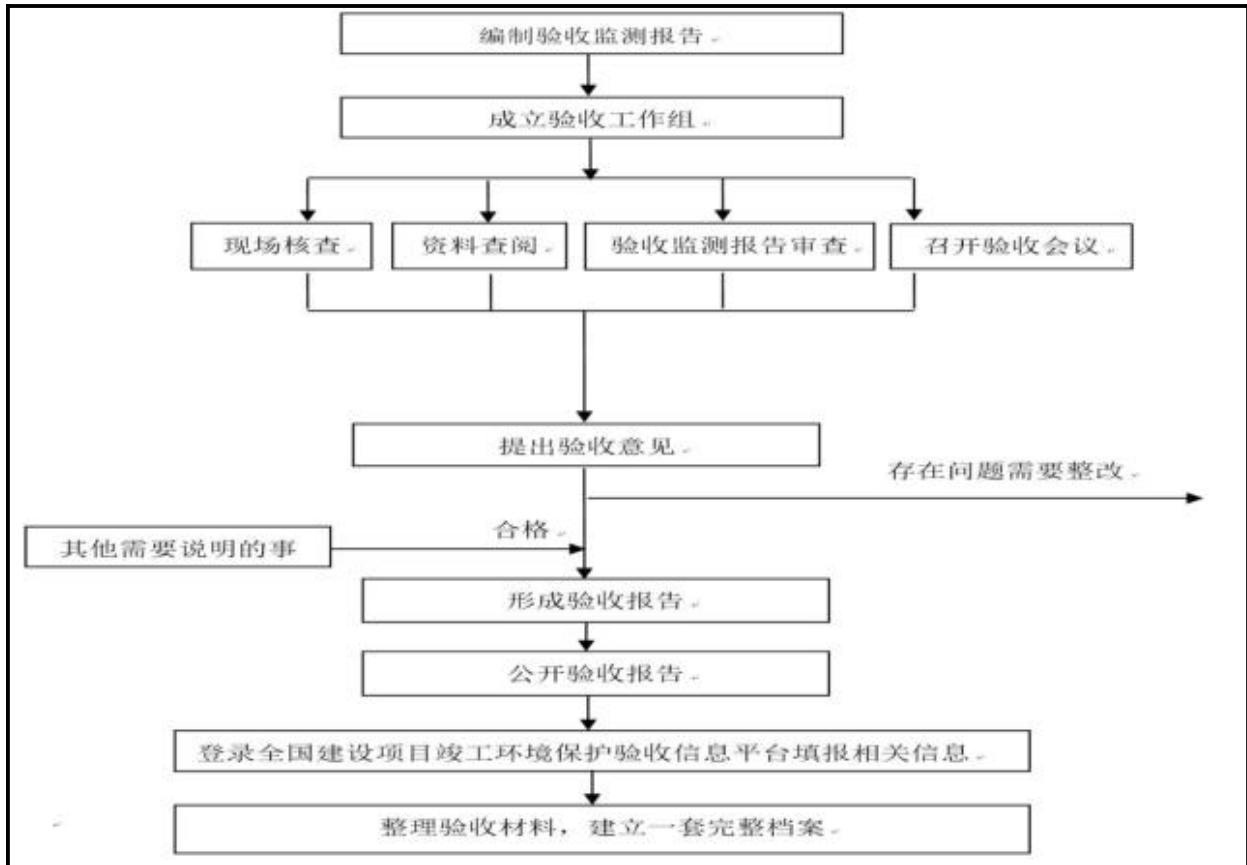 编制验收监测报告
成立验收工作组
现场核查
资料查阅
验收监测报告审查
召开验收会议
提出验收意见
存在问题需要整改
合格
其他需要说明的事
形成验收报告
公开验收报告
登录全国建设项目竣工环境保护验收信息平台填报相关信息
整理验收材料，建立一套完整档案